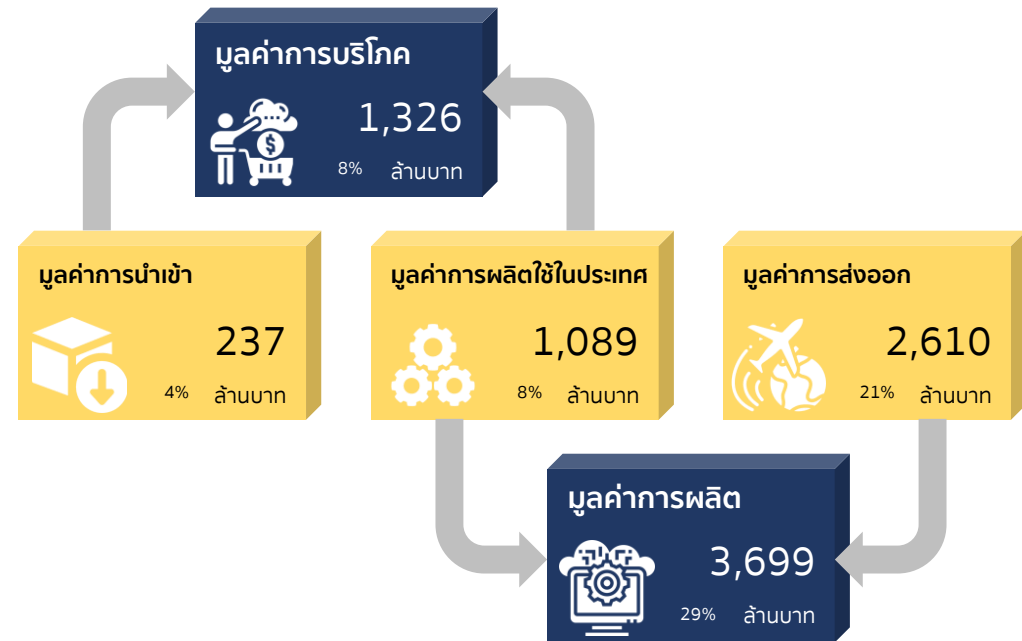 มูลค่าการบริโภค
1,326
8% ล้านบาท
มูลค่าการนำเข้า
237
4% ล้านบาท
มูลค่าการผลิตใช้ในประเทศ
1,089
8% ล้านบาท
มูลค่าการส่งออก
2,610
21% ล้านบาท
มูลค่าการผลิต
3,699
29% ล้านบาท